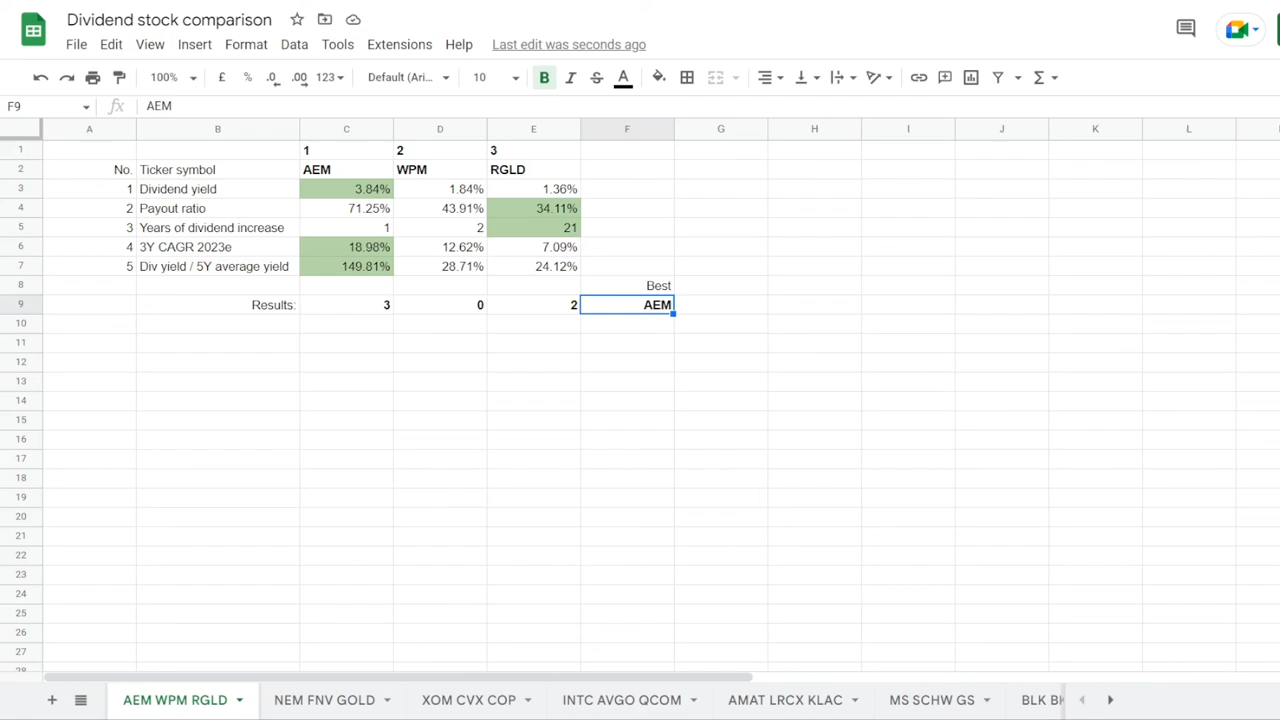 Dividend stock comparison
File Edit View Insert Format Data Tools Extensions Help Last edit was seconds ago
100% £ % .0 .00 123 Default (Ari... 10 B I S A Σ
F9 fx AEM
A B C D E F G H I J K L
1 1 2 3
2 No. Ticker symbol AEM WPM RGLD
3 1 Dividend yield 3.84% 1.84% 1.36%
4 2 Payout ratio 71.25% 43.91% 34.11%
5 3 Years of dividend increase 1 2 21
6 4 3Y CAGR 2023e 18.98% 12.62% 7.09%
7 5 Div yield / 5Y average yield 149.81% 28.71% 24.12%
8 Best
9 Results: 3 0 2 AEM
10
11
12
13
14
15
16
17
18
19
20
21
22
23
24
25
26
27
28
+ AEM WPM RGLD NEM FNV GOLD XOM CVX COP INTC AVGO QCOM AMAT LRCX KLAC MS SCHW GS BLK